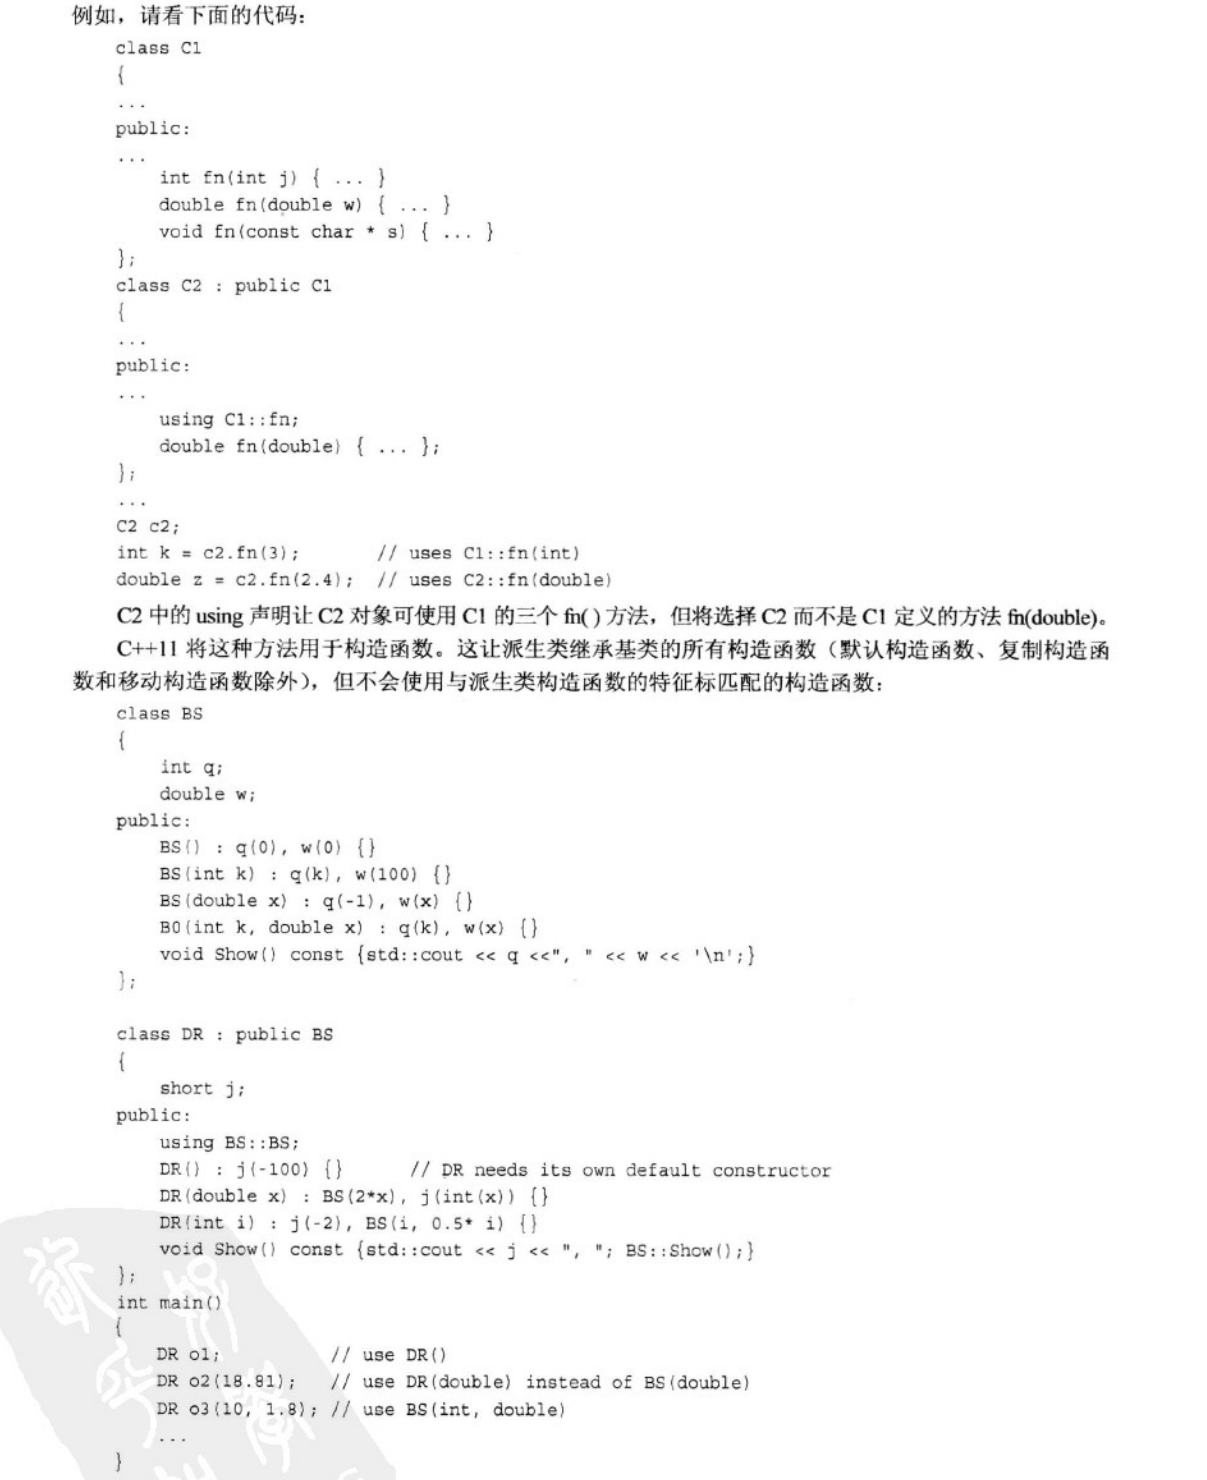 例如，请看下面的代码：
class C1
{
...
public:
...
    int fn(int j) { ... }
    double fn(double w) { ... }
    void fn(const char * s) { ... }
};
class C2 : public C1
{
...
public:
...
    using C1::fn;
    double fn(double) { ... };
};
...
C2 c2;
int k = c2.fn(3);       // uses C1::fn(int)
double z = c2.fn(2.4);  // uses C2::fn(double)
C2 中的 using 声明让 C2 对象可使用 C1 的三个 fn( ) 方法，但将选择 C2 而不是 C1 定义的方法 fn(double)。
C++11 将这种方法用于构造函数。这让派生类继承基类的所有构造函数（默认构造函数、复制构造函
数和移动构造函数除外），但不会使用与派生类构造函数的特征标匹配的构造函数：
class BS
{
    int q;
    double w;
public:
    BS() : q(0), w(0) {}
    BS(int k) : q(k), w(100) {}
    BS(double x) : q(-1), w(x) {}
    B0(int k, double x) : q(k), w(x) {}
    void Show() const {std::cout << q <<", " << w << '\n';}
};
class DR : public BS
{
    short j;
public:
    using BS::BS;
    DR() : j(-100) {}      // DR needs its own default constructor
    DR(double x) : BS(2*x), j(int(x)) {}
    DR(int i) : j(-2), BS(i, 0.5* i) {}
    void Show() const {std::cout << j << ", "; BS::Show();}
};
int main()
{
    DR o1;          // use DR()
    DR o2(18.81);   // use DR(double) instead of BS(double)
    DR o3(10, 1.8); // use BS(int, double)
    ...
}